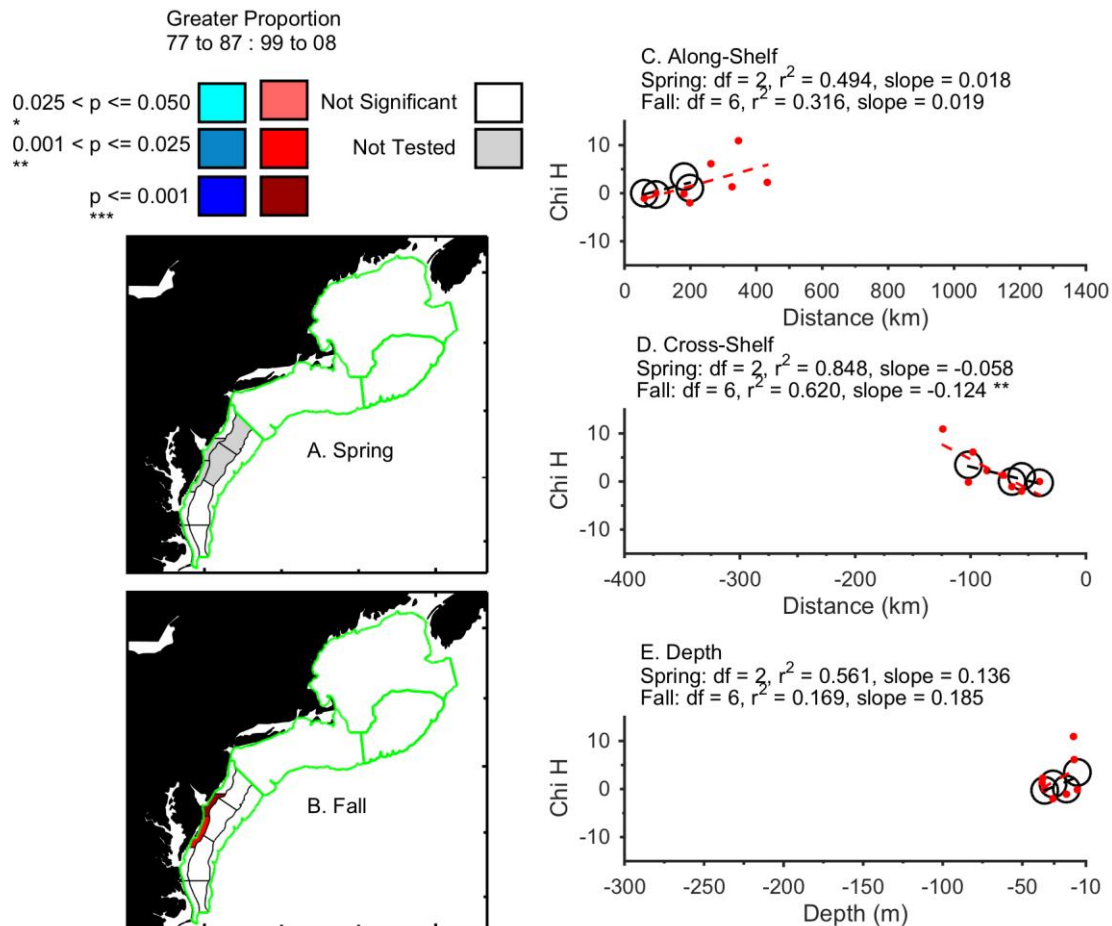 Greater Proportion
77 to 87 : 99 to 08
0.025 < p <= 0.050
*
0.001 < p <= 0.025
**
p <= 0.001
***
Not Significant
Not Tested
A. Spring
B. Fall
C. Along-Shelf
Spring: df = 2, r² = 0.494, slope = 0.018
Fall: df = 6, r² = 0.316, slope = 0.019
Chi H
10
0
-10
0 200 400 600 800 1000 1200 1400
Distance (km)
D. Cross-Shelf
Spring: df = 2, r² = 0.848, slope = -0.058
Fall: df = 6, r² = 0.620, slope = -0.124 **
Chi H
10
0
-10
-400 -300 -200 -100 0
Distance (km)
E. Depth
Spring: df = 2, r² = 0.561, slope = 0.136
Fall: df = 6, r² = 0.169, slope = 0.185
Chi H
10
0
-10
-300 -250 -200 -150 -100 -50 -10
Depth (m)